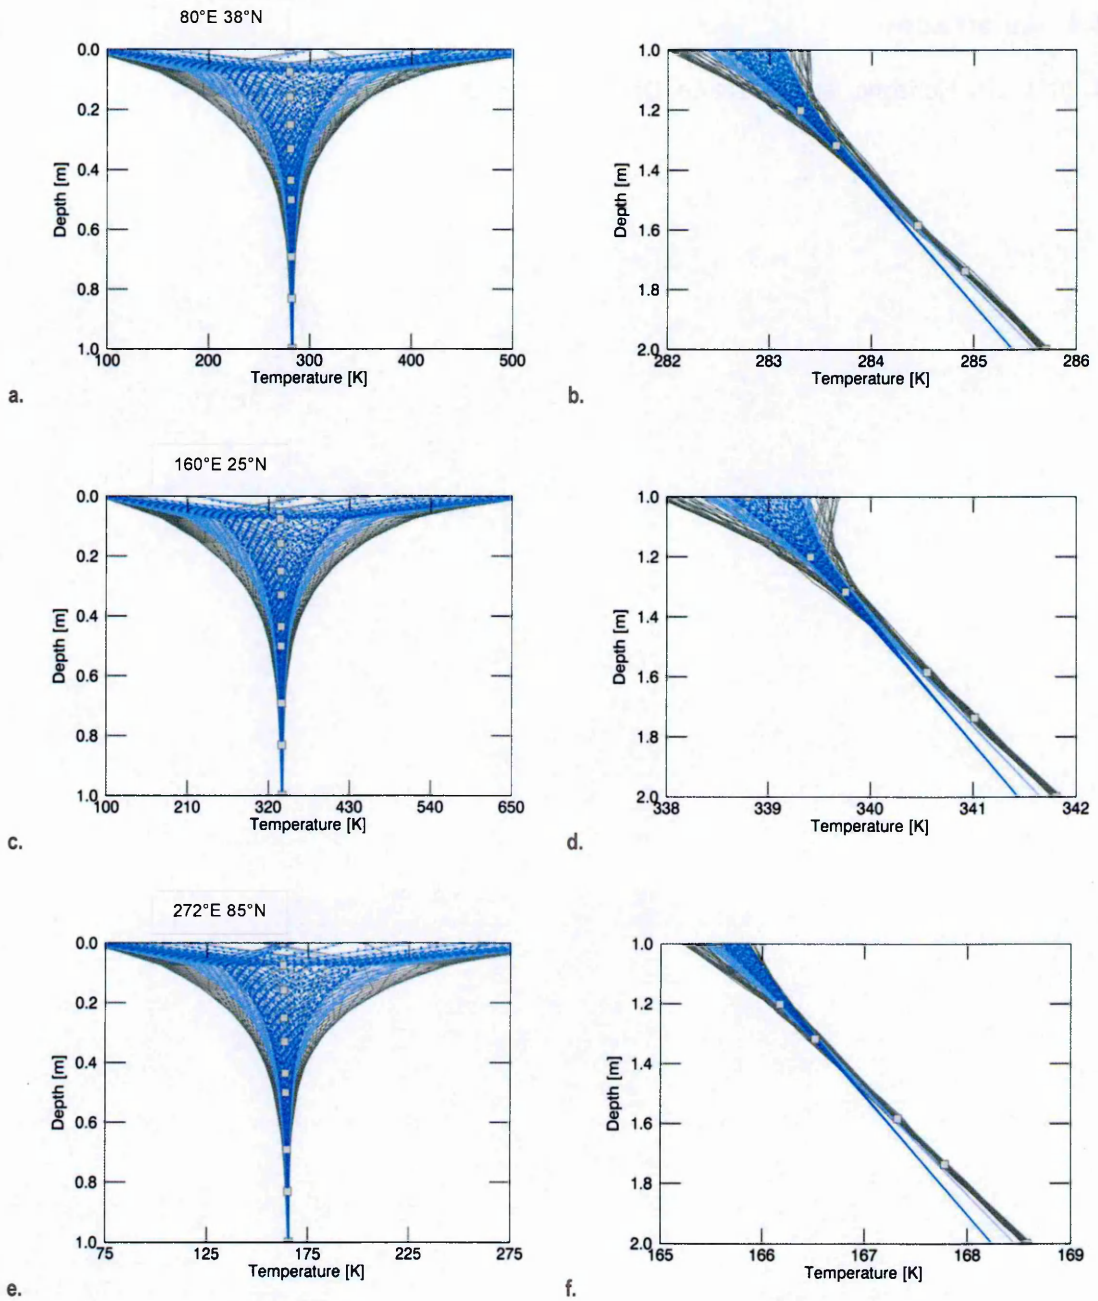 80°E 38°N
0.0
0.2
0.4
0.6
0.8
1.0
Depth [m]
100 200 300 400 500
Temperature [K]
a.
1.0
1.2
1.4
1.6
1.8
2.0
Depth [m]
282 283 284 285 286
Temperature [K]
b.
160°E 25°N
0.0
0.2
0.4
0.6
0.8
1.0
Depth [m]
100 210 320 430 540 650
Temperature [K]
c.
1.0
1.2
1.4
1.6
1.8
2.0
Depth [m]
338 339 340 341 342
Temperature [K]
d.
272°E 85°N
0.0
0.2
0.4
0.6
0.8
1.0
Depth [m]
75 125 175 225 275
Temperature [K]
e.
1.0
1.2
1.4
1.6
1.8
2.0
Depth [m]
165 166 167 168 169
Temperature [K]
f.